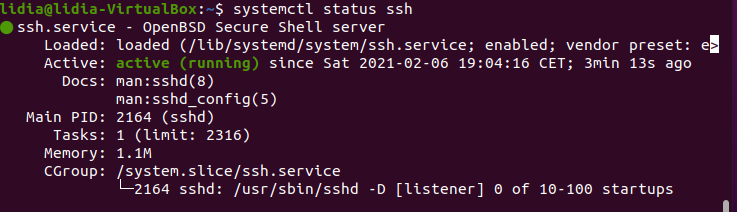 lidia@lidia-VirtualBox:~$ systemctl status ssh
● ssh.service - OpenBSD Secure Shell server
Loaded: loaded (/lib/systemd/system/ssh.service; enabled; vendor preset: e>
Active: active (running) since Sat 2021-02-06 19:04:16 CET; 3min 13s ago
Docs: man:sshd(8)
man:sshd_config(5)
Main PID: 2164 (sshd)
Tasks: 1 (limit: 2316)
Memory: 1.1M
CGroup: /system.slice/ssh.service
└─2164 sshd: /usr/sbin/sshd -D [listener] 0 of 10-100 startups